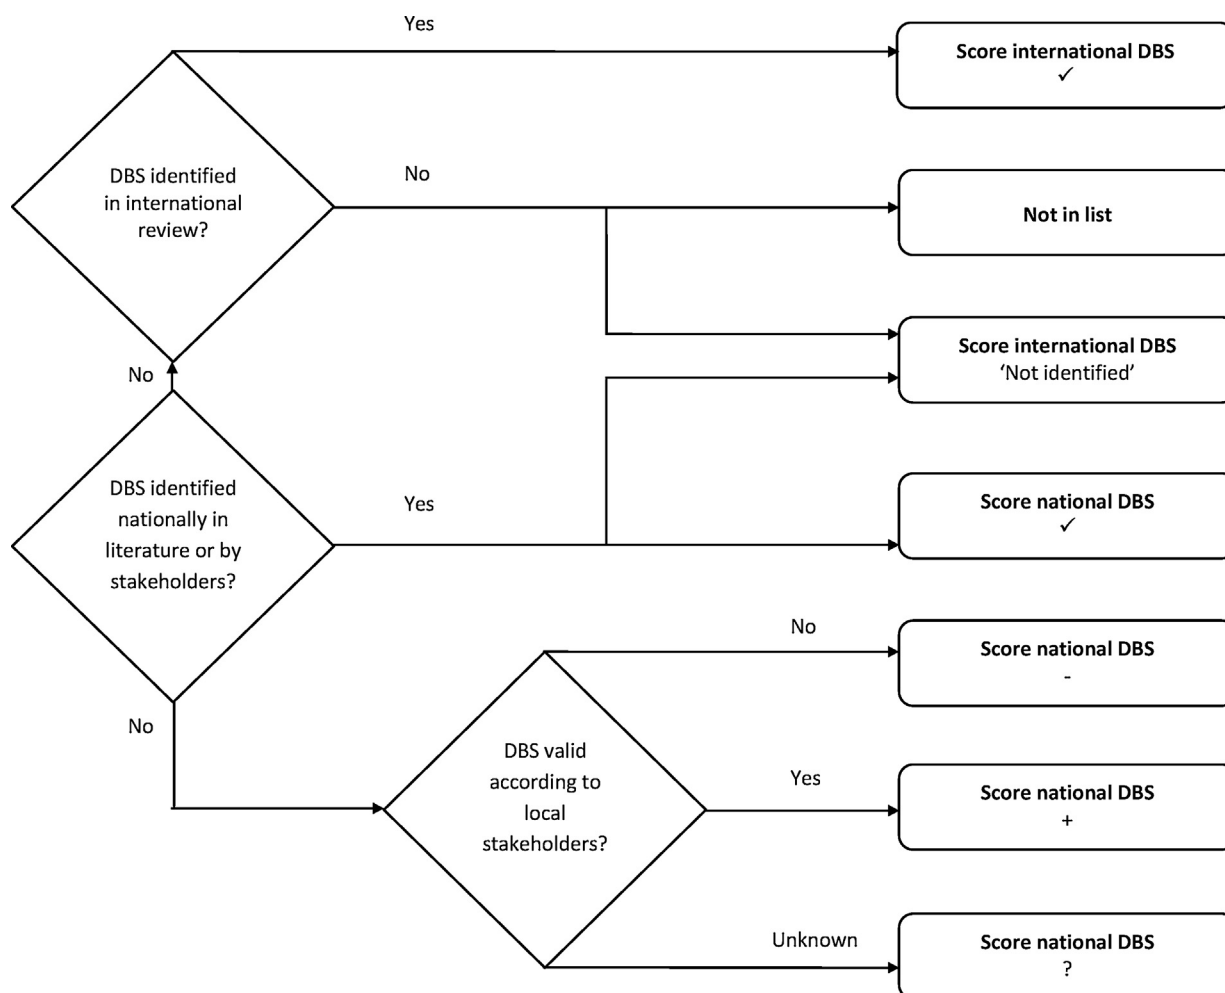 Yes
Score international DBS
✓
DBS identified
in international
review?
No
Not in list
Score international DBS
‘Not identified’
No
DBS identified
nationally in
literature or by
stakeholders?
Yes
Score national DBS
✓
No
Score national DBS
-
No
DBS valid
according to
local
stakeholders?
Yes
Score national DBS
+
Unknown
Score national DBS
?